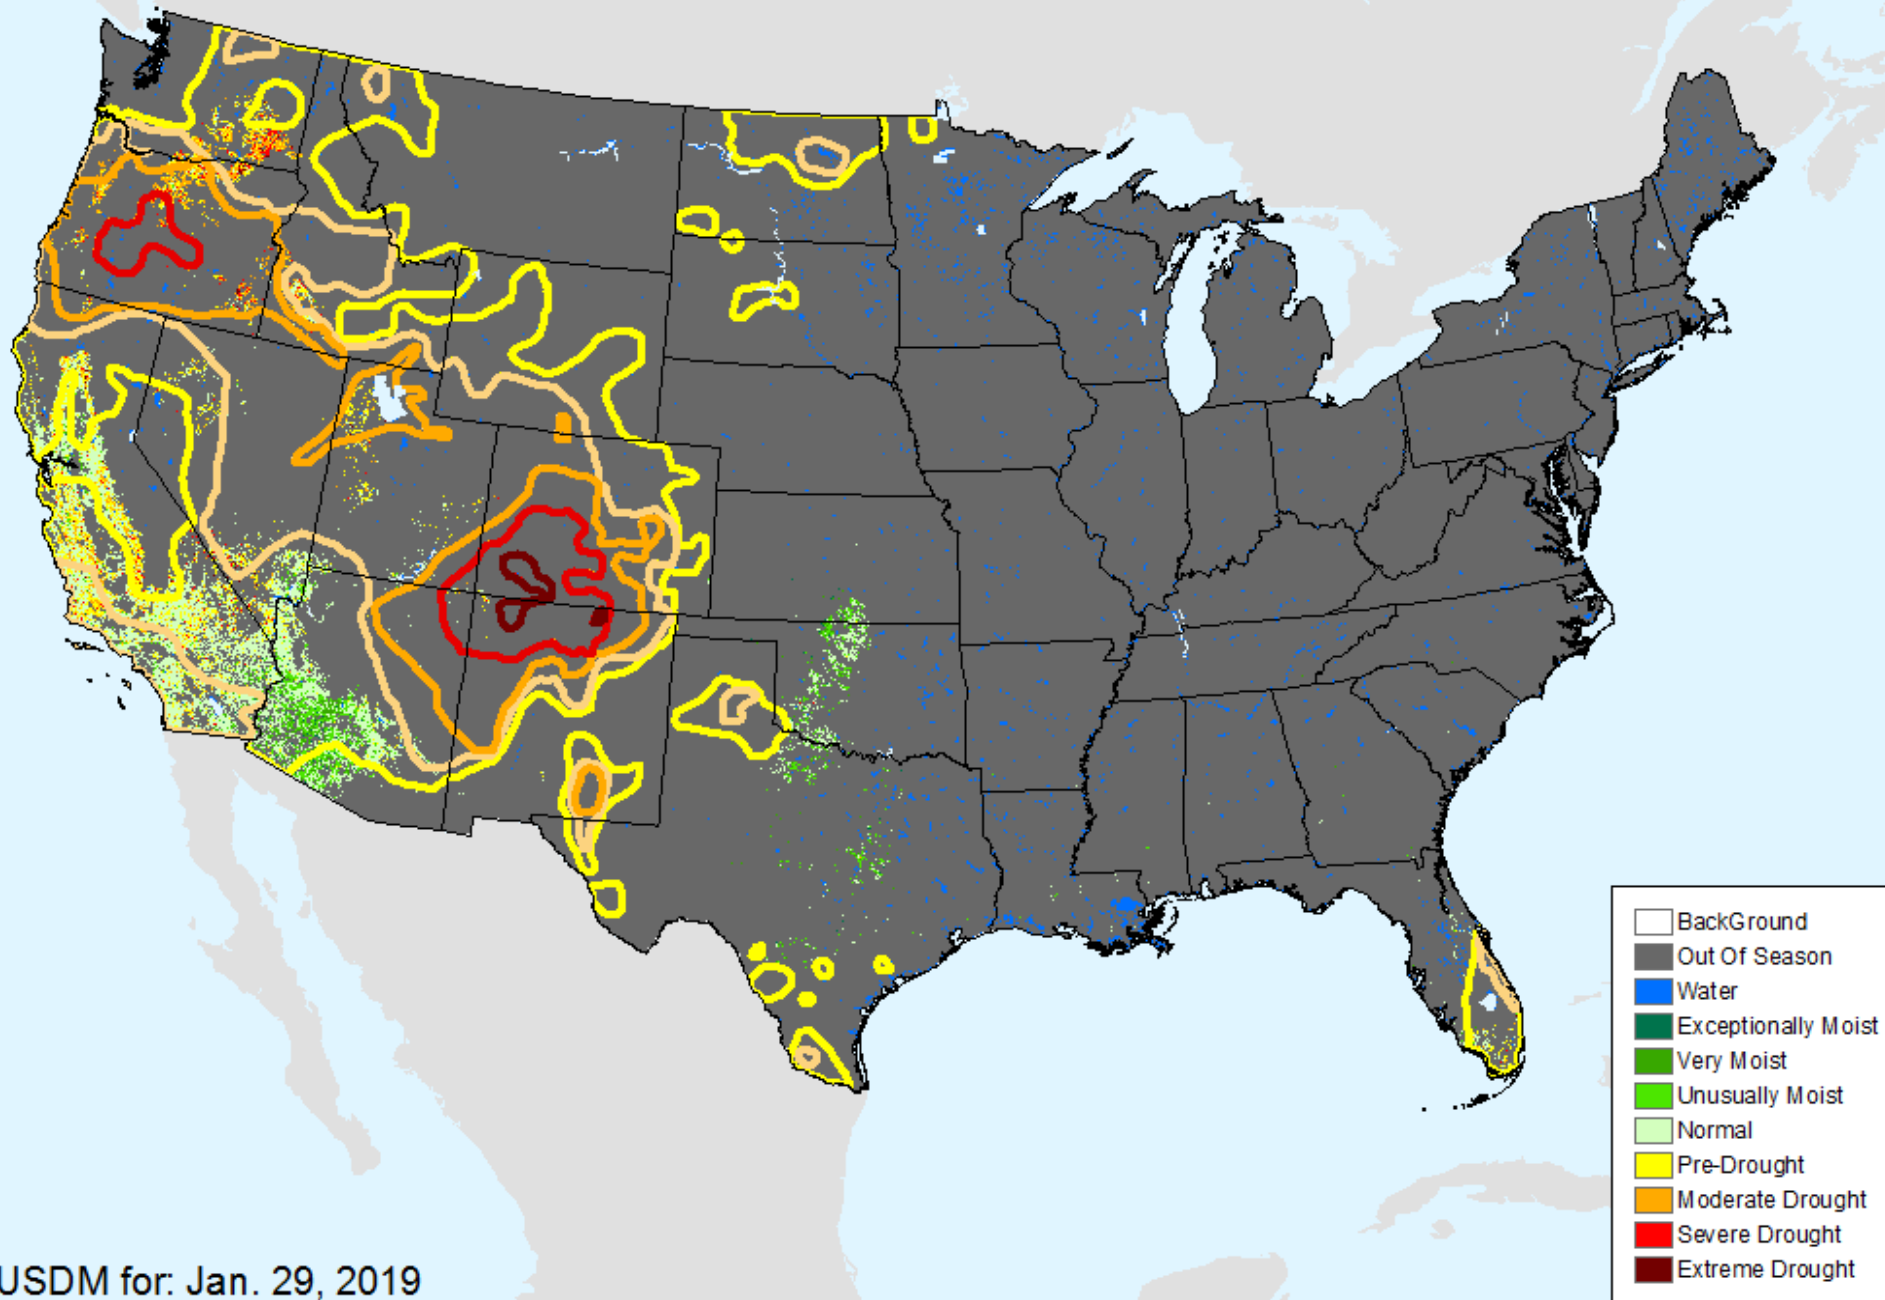 BackGround
Out Of Season
Water
Exceptionally Moist
Very Moist
Unusually Moist
Normal
Pre-Drought
Moderate Drought
Severe Drought
Extreme Drought
USDM for: Jan. 29, 2019